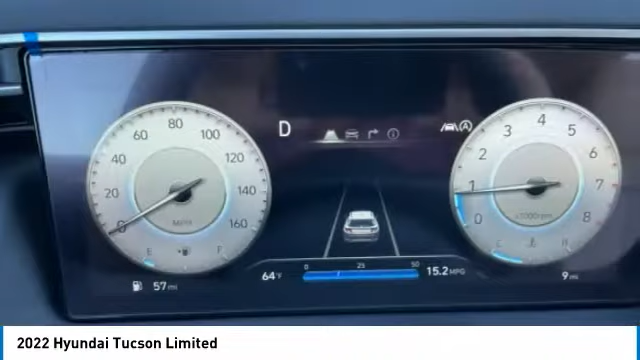 0 20 40 60 80 100 120 140 160
MPH
E F
57 mi
D
64°F
0 25 50
15.2 MPG
A
0 1 2 3 4 5 6 7 8
x1000rpm
C H
9 mi
2022 Hyundai Tucson Limited